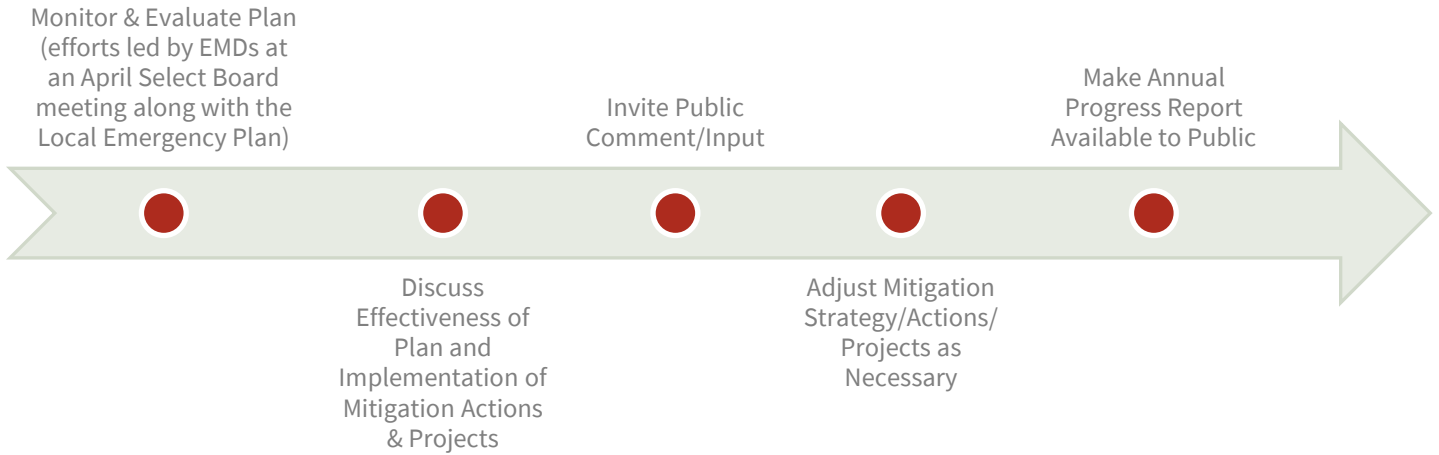 Monitor & Evaluate Plan
(efforts led by EMDs at
an April Select Board
meeting along with the
Local Emergency Plan)
Discuss
Effectiveness of
Plan and
Implementation of
Mitigation Actions
& Projects
Invite Public
Comment/Input
Adjust Mitigation
Strategy/Actions/
Projects as
Necessary
Make Annual
Progress Report
Available to Public